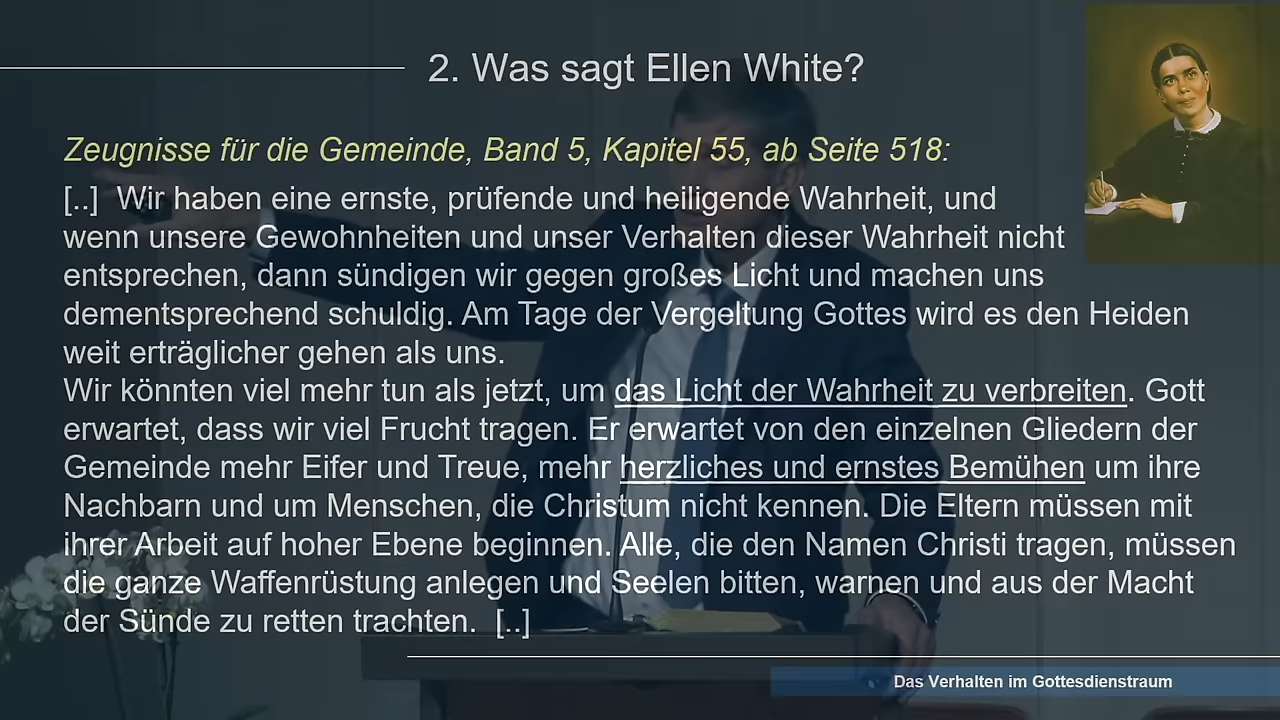 2. Was sagt Ellen White?
Zeugnisse für die Gemeinde, Band 5, Kapitel 55, ab Seite 518:
[..] Wir haben eine ernste, prüfende und heiligende Wahrheit, und
wenn unsere Gewohnheiten und unser Verhalten dieser Wahrheit nicht
entsprechen, dann sündigen wir gegen großes Licht und machen uns
dementsprechend schuldig. Am Tage der Vergeltung Gottes wird es den Heiden
weit erträglicher gehen als uns.
Wir könnten viel mehr tun als jetzt, um das Licht der Wahrheit zu verbreiten. Gott
erwartet, dass wir viel Frucht tragen. Er erwartet von den einzelnen Gliedern der
Gemeinde mehr Eifer und Treue, mehr herzliches und ernstes Bemühen um ihre
Nachbarn und um Menschen, die Christum nicht kennen. Die Eltern müssen mit
ihrer Arbeit auf hoher Ebene beginnen. Alle, die den Namen Christi tragen, müssen
die ganze Waffenrüstung anlegen und Seelen bitten, warnen und aus der Macht
der Sünde zu retten trachten. [..]
Das Verhalten im Gottesdienstraum